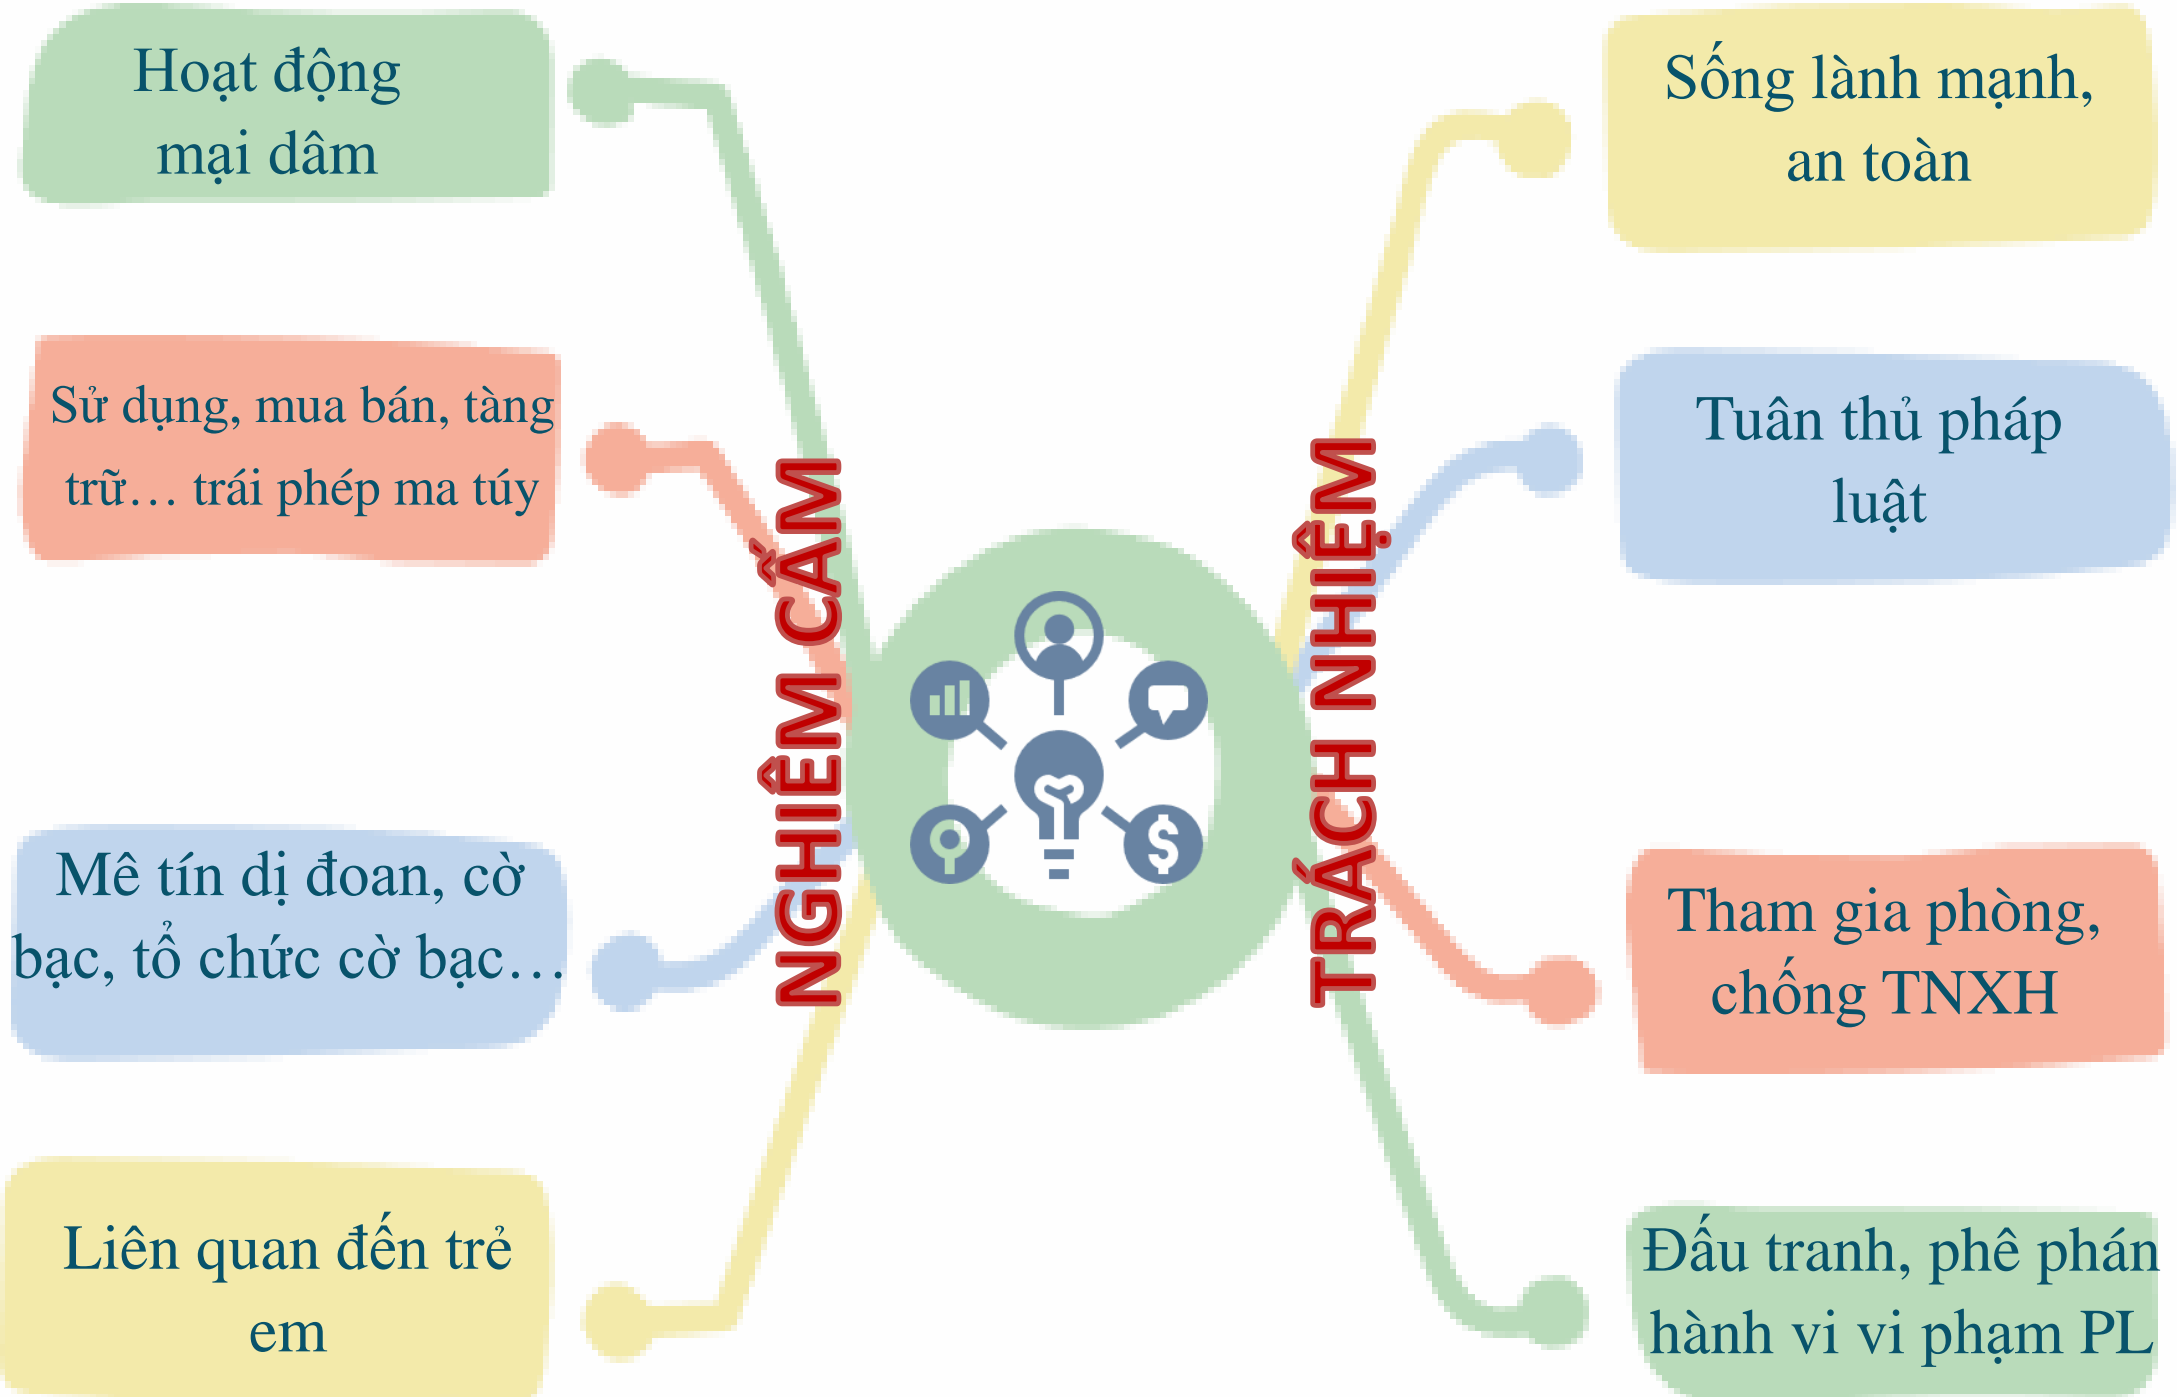 Hoạt động
mại dâm
Sử dụng, mua bán, tàng
trữ… trái phép ma túy
Mê tín dị đoan, cờ
bạc, tổ chức cờ bạc…
Liên quan đến trẻ
em
NGHIÊM CẤM
TRÁCH NHIỆM
Sống lành mạnh,
an toàn
Tuân thủ pháp
luật
Tham gia phòng,
chống TNXH
Đấu tranh, phê phán
hành vi vi phạm PL